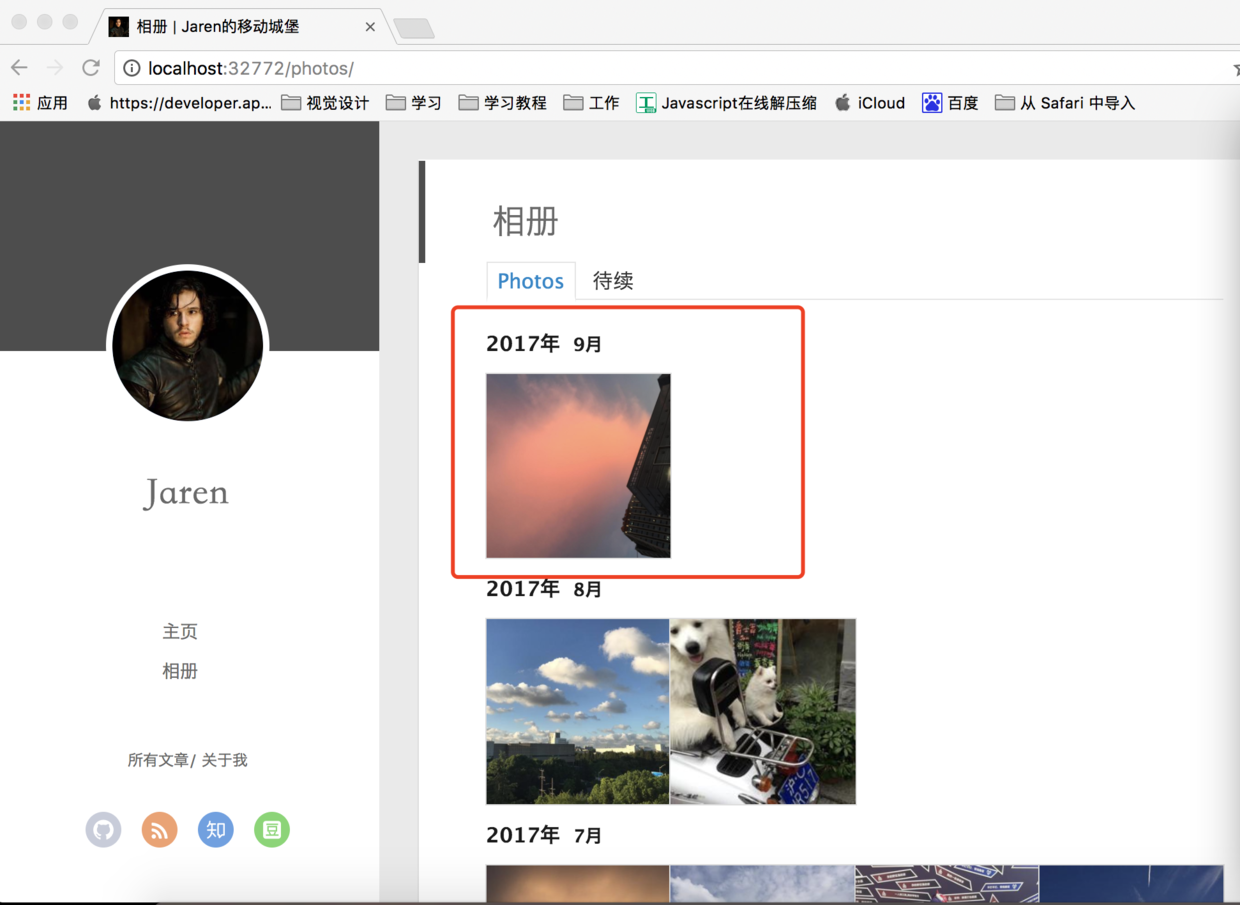 相册 | Jaren的移动城堡
localhost:32772/photos/
应用 https://developer.ap... 视觉设计 学习 学习教程 工作 工 Javascript在线解压缩 iCloud 百度 从 Safari 中导入
相册
Photos 待续
2017年 9月
Jaren
2017年 8月
主页
相册
所有文章/ 关于我
知 豆
2017年 7月